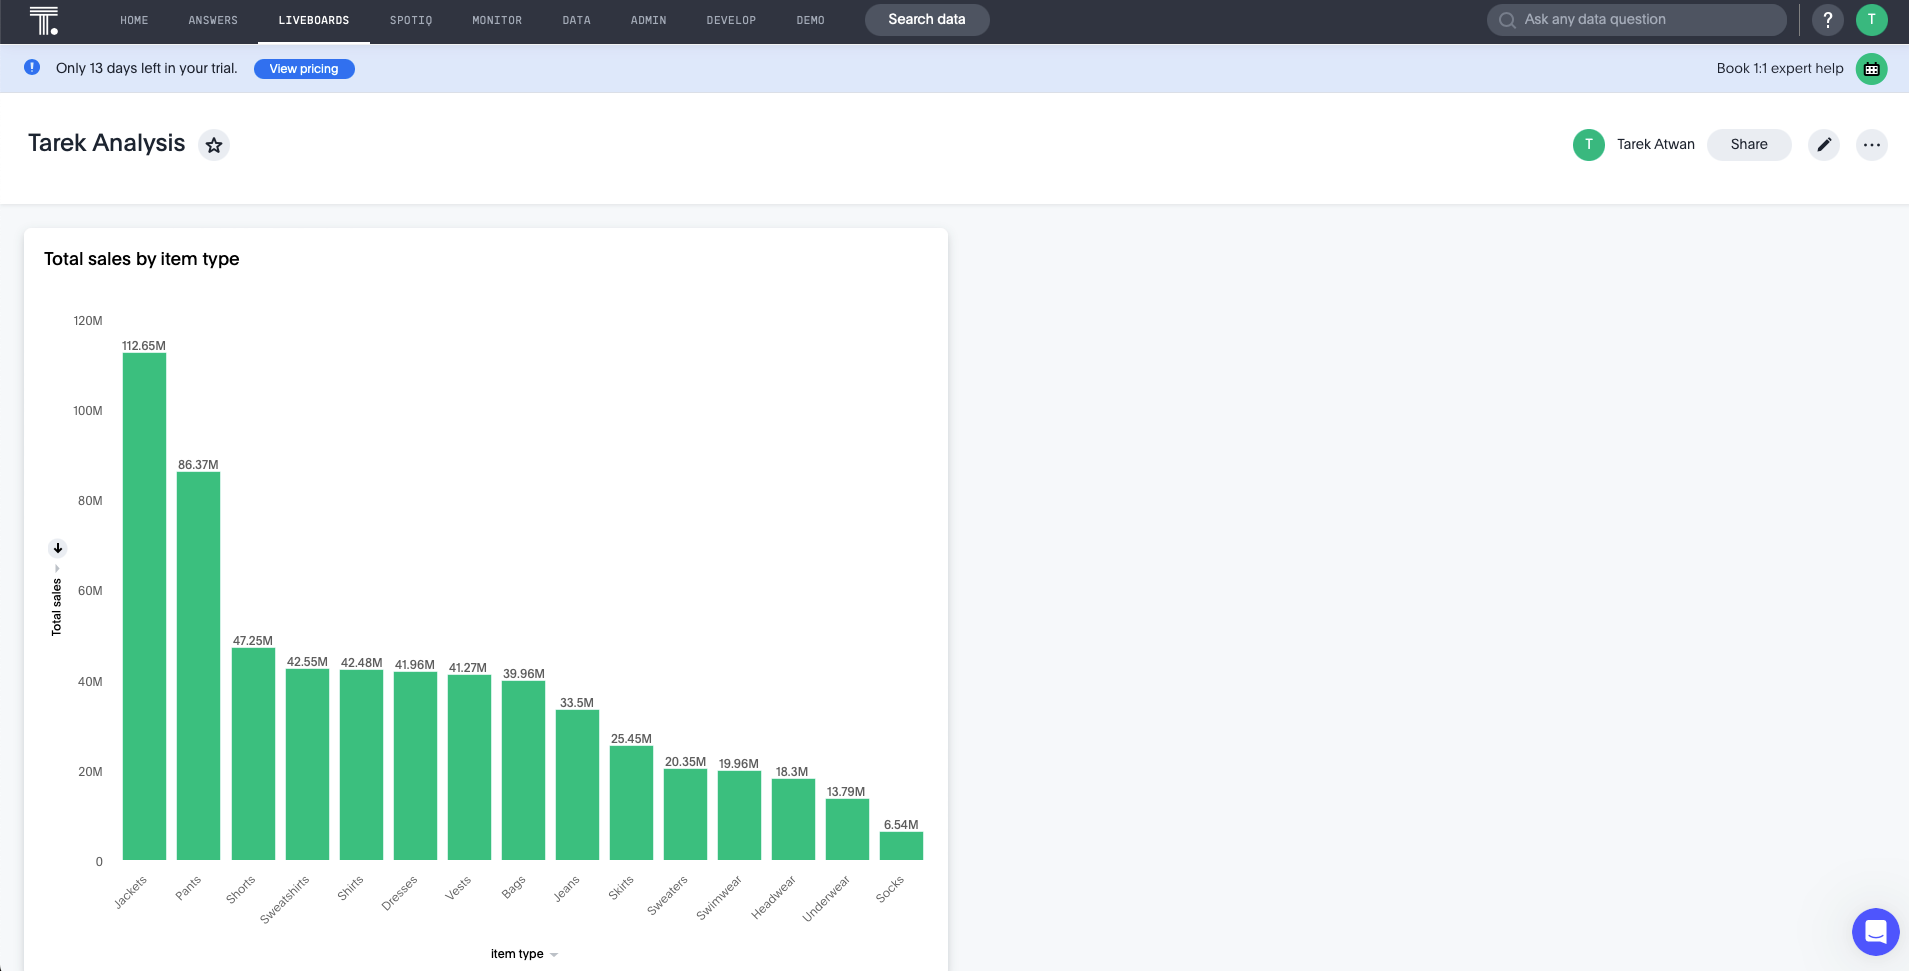 T.
HOME ANSWERS LIVEBOARDS SPOTIQ MONITOR DATA ADMIN DEVELOP DEMO Search data Ask any data question ? T
! Only 13 days left in your trial. View pricing Book 1:1 expert help
Tarek Analysis T Tarek Atwan Share
Total sales by item type
120M
112.65M
100M
86.37M
80M
60M
Total sales
47.25M
42.55M 42.48M 41.96M 41.27M 39.96M
40M
33.5M
25.45M
20.35M 19.96M 18.3M
20M
13.79M
6.54M
0
Jackets Pants Shorts Sweatshirts Shirts Dresses Vests Bags Jeans Skirts Sweaters Swimwear Headwear Underwear Socks
item type